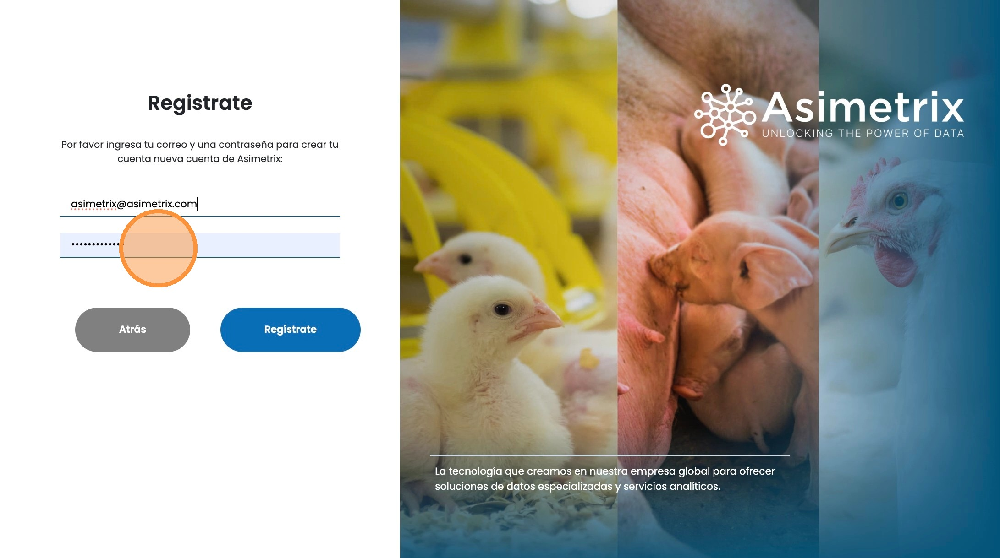 Registrate
Por favor ingresa tu correo y una contraseña para crear tu
cuenta nueva cuenta de Asimetrix:
asimetrix@asimetrix.com
••••••••••••
Atrás
Regístrate
Asimetrix
UNLOCKING THE POWER OF DATA
La tecnología que creamos en nuestra empresa global para ofrecer
soluciones de datos especializadas y servicios analíticos.